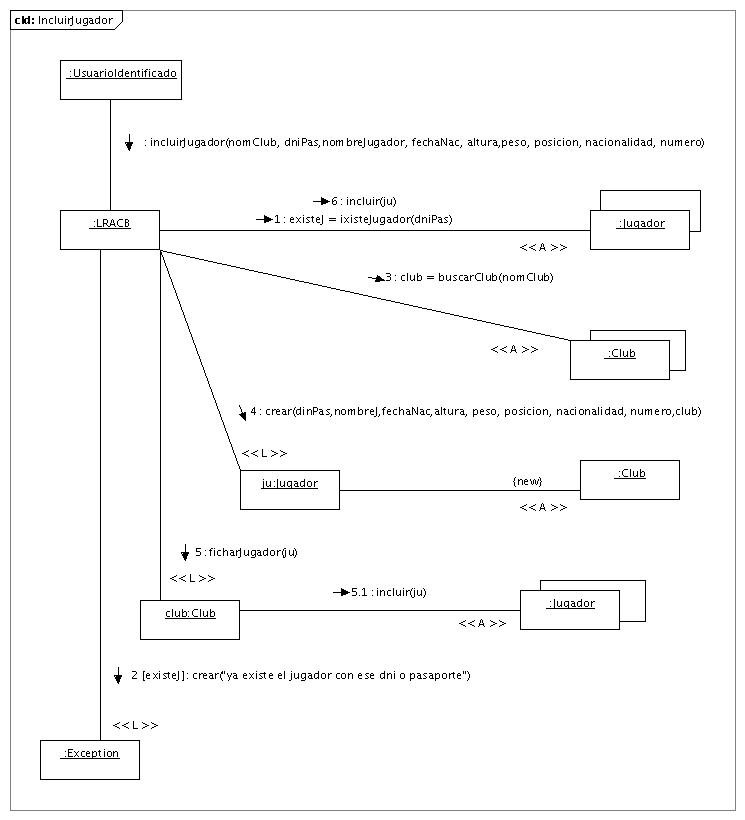 cld: IncluirJugador
:UsuarioIdentificado
: incluirJugador(nomClub, dniPas,nombreJugador, fechaNac, altura,peso, posicion, nacionalidad, numero)
6 : incluir(ju)
:LRACB
1 : existeJ = ixisteJugador(dniPas)
:Jugador
<< A >>
3 : club = buscarClub(nomClub)
<< A >>
:Club
4 : crear(dinPas,nombreJ,fechaNac,altura, peso, posicion, nacionalidad, numero,club)
<< L >>
ju:Jugador
{new}
:Club
<< A >>
5 : ficharJugador(ju)
<< L >>
5.1 : incluir(ju)
club:Club
:Jugador
<< A >>
2 [existeJ]: crear("ya existe el jugador con ese dni o pasaporte")
<< L >>
:Exception